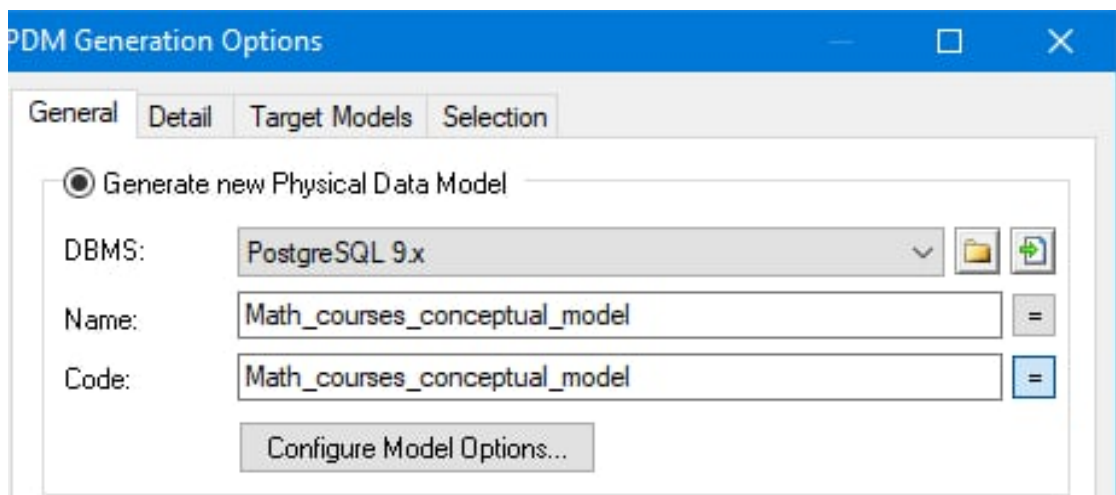 PDM Generation Options
General Detail Target Models Selection
Generate new Physical Data Model
DBMS: PostgreSQL 9.x
Name: Math_courses_conceptual_model =
Code: Math_courses_conceptual_model =
Configure Model Options...